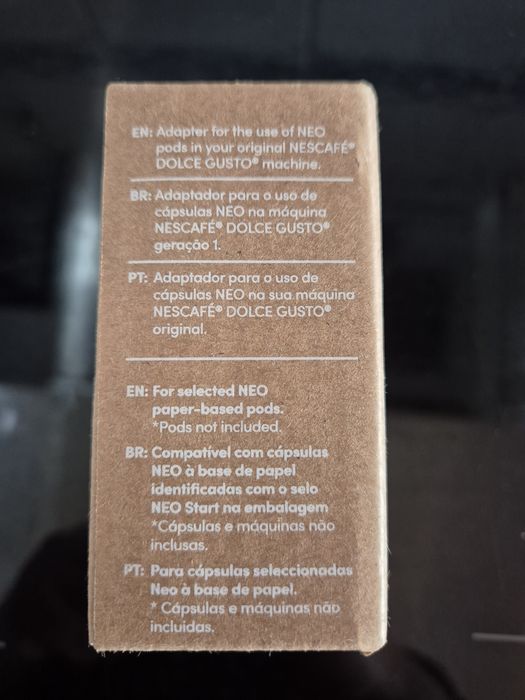 EN: Adapter for the use of NEO
pods in your original NESCAFÉ®
DOLCE GUSTO® machine.
BR: Adaptador para o uso de
cápsulas NEO na máquina
NESCAFÉ® DOLCE GUSTO®
geração 1.
PT: Adaptador para o uso de
cápsulas NEO na sua máquina
NESCAFÉ® DOLCE GUSTO®
original.
EN: For selected NEO
paper-based pods.
*Pods not included.
BR: Compatível com cápsulas
NEO à base de papel
identificadas com o selo
NEO Start na embalagem
*Cápsulas e máquinas não
inclusas.
PT: Para cápsulas seleccionadas
Neo à base de papel.
* Cápsulas e máquinas não
incluidas.